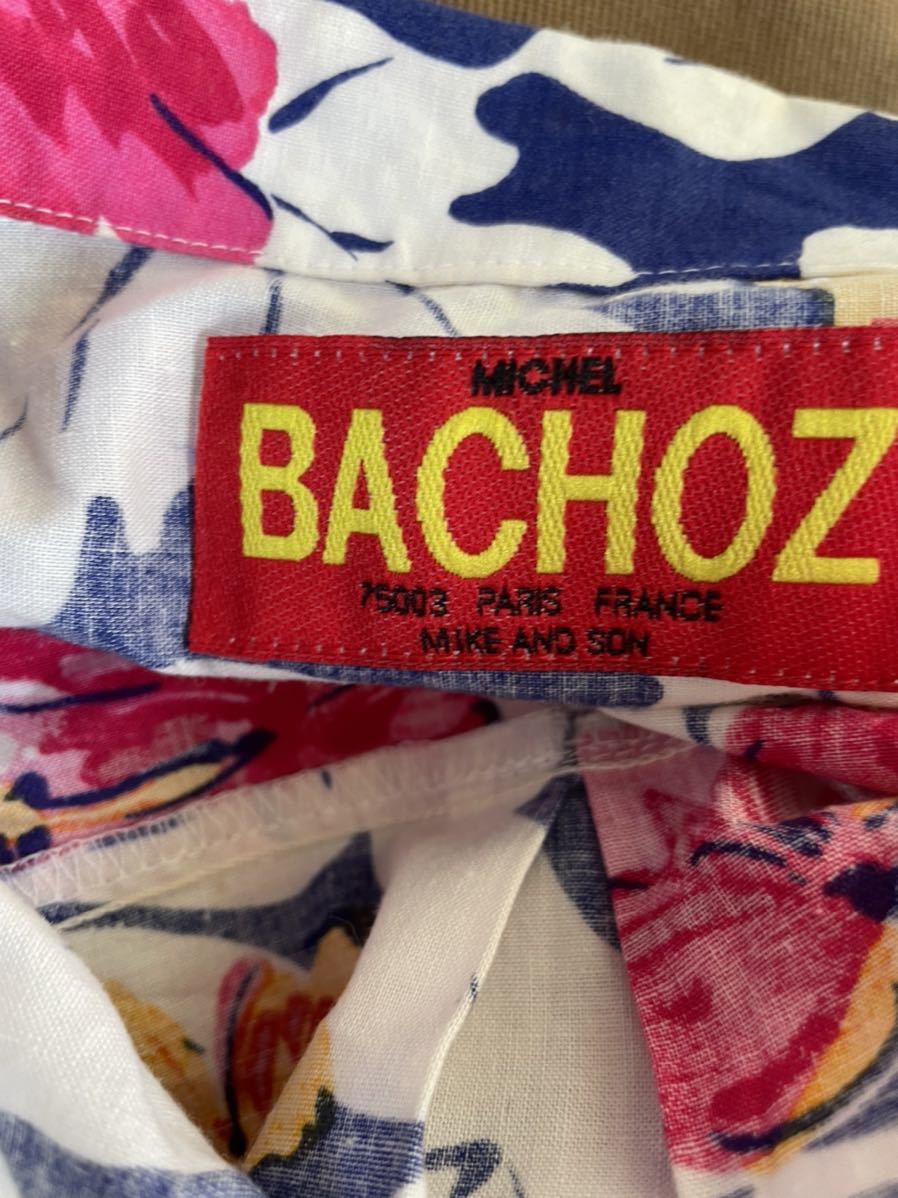 MICHEL
BACHOZ
75003 PARIS FRANCE
MIKE AND SON